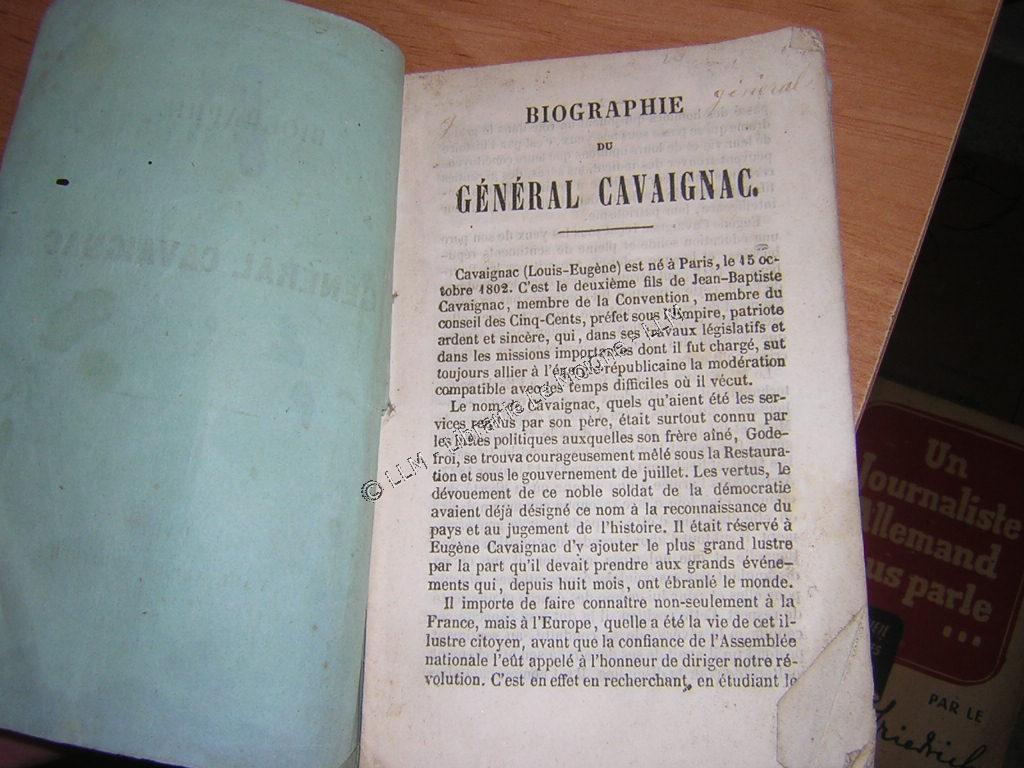 général
BIOGRAPHIE
DU
GÉNÉRAL CAVAIGNAC.
Cavaignac (Louis-Eugène) est né à Paris, le 15 oc-
tobre 1802. C'est le deuxième fils de Jean-Baptiste
Cavaignac, membre de la Convention, membre du
conseil des Cinq-Cents, préfet sous l'Empire, patriote
ardent et sincère, qui, dans ses travaux législatifs et
dans les missions importantes dont il fut chargé, sut
toujours allier à l'énergie républicaine la modération
compatible avec les temps difficiles où il vécut.
Le nom de Cavaignac, quels qu'aient été les ser-
vices rendus par son père, était surtout connu par
les luttes politiques auxquelles son frère aîné, Gode-
froi, se trouva courageusement mêlé sous la Restaura-
tion et sous le gouvernement de juillet. Les vertus, le
dévouement de ce noble soldat de la démocratie
avaient déjà désigné ce nom à la reconnaissance du
pays et au jugement de l'histoire. Il était réservé à
Eugène Cavaignac d'y ajouter le plus grand lustre
par la part qu'il devait prendre aux grands événe-
ments qui, depuis huit mois, ont ébranlé le monde.
Il importe de faire connaître non-seulement à la
France, mais à l'Europe, quelle a été la vie de cet il-
lustre citoyen, avant que la confiance de l'Assemblée
nationale l'eût appelé à l'honneur de diriger notre ré-
volution. C'est en effet en recherchant, en étudiant le
© LLM - Librairie Le Moigne - LLM
Un
Journaliste
Allemand
us parle
...
PAR LE
Friedrich